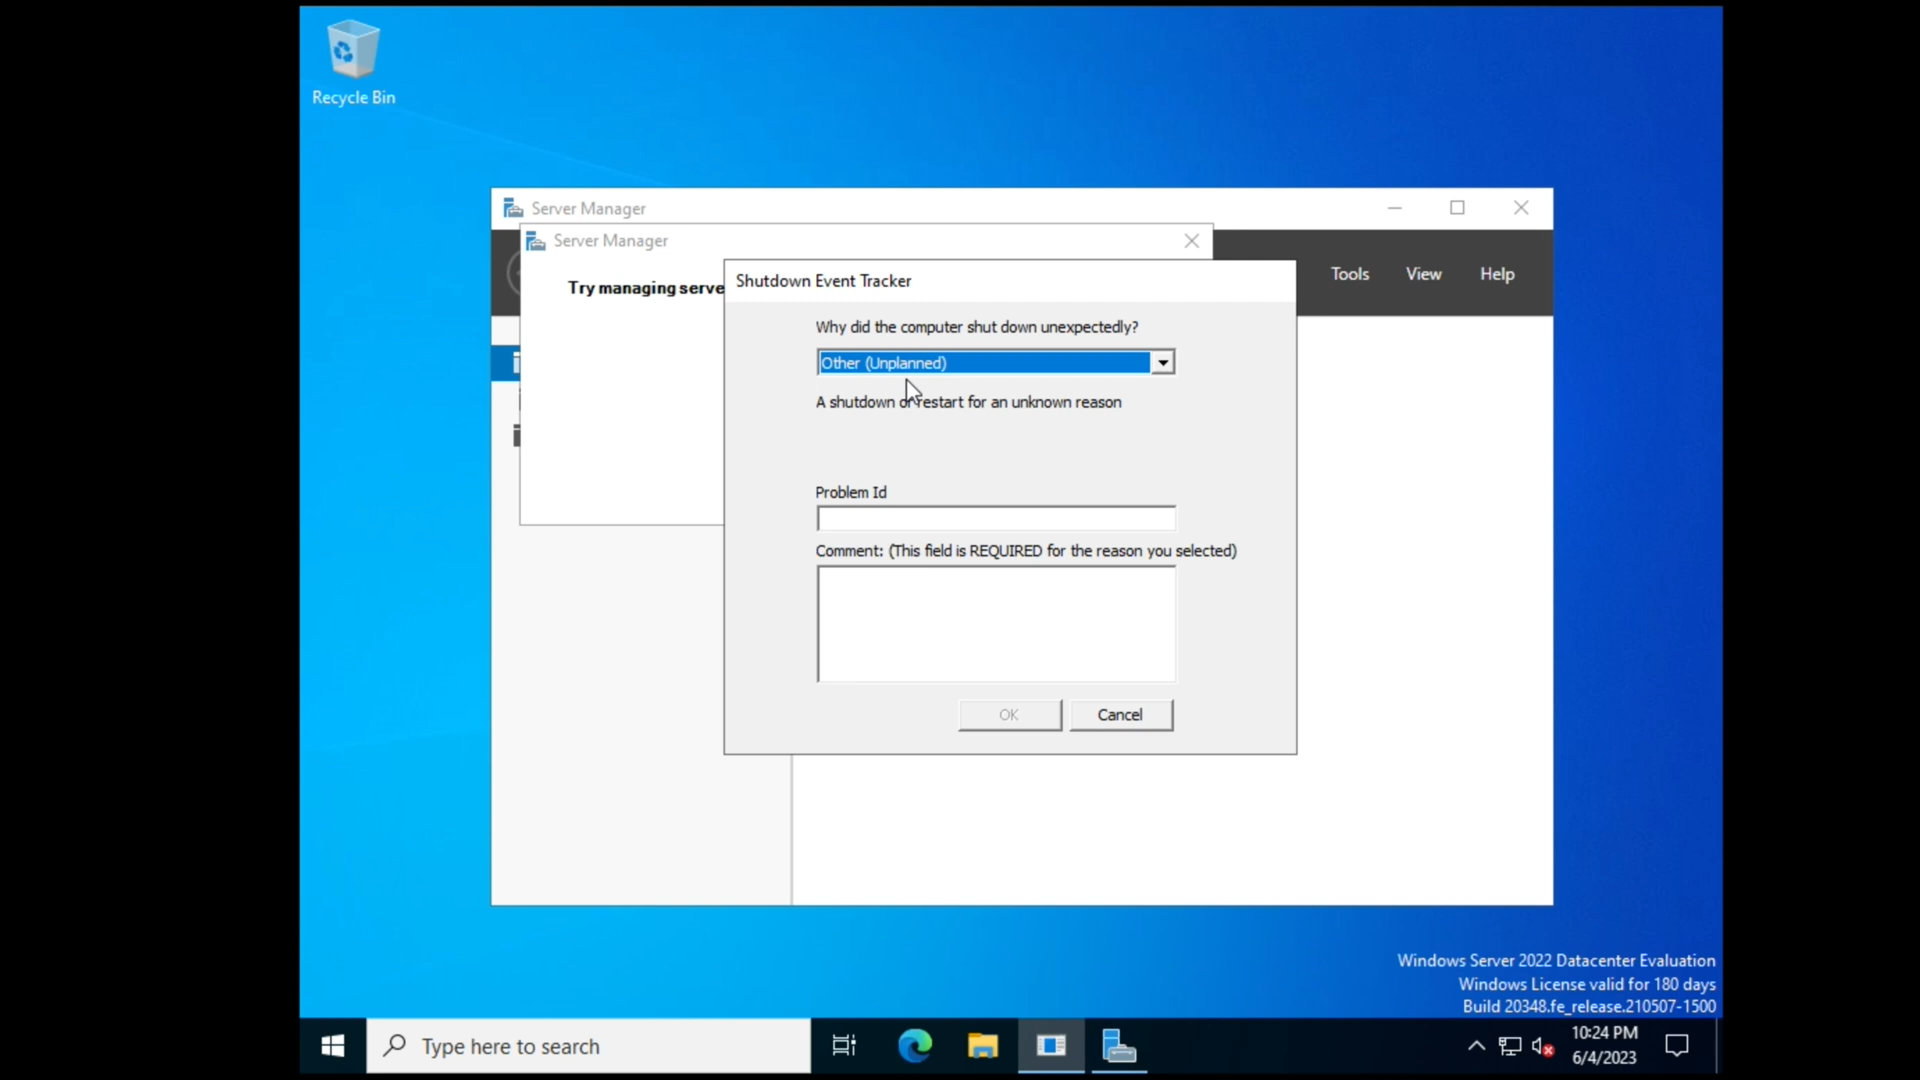 Recycle Bin
Server Manager
Server Manager
Try managing serve
Tools
View
Help
Shutdown Event Tracker
Why did the computer shut down unexpectedly?
Other (Unplanned)
A shutdown or restart for an unknown reason
Problem Id
Comment: (This field is REQUIRED for the reason you selected)
OK
Cancel
Windows Server 2022 Datacenter Evaluation
Windows License valid for 180 days
Build 20348.fe_release.210507-1500
Type here to search
10:24 PM
6/4/2023